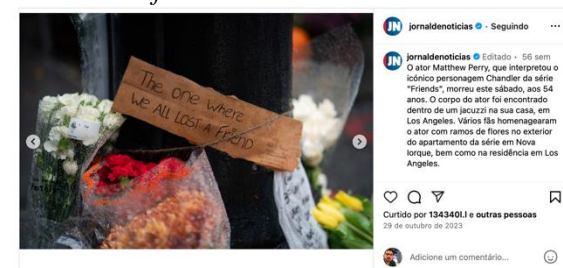 The one where
we ALL LOST A Friend
JN
jornaldenoticias • Seguindo
JN
jornaldenoticias Editado • 56 sem
O ator Matthew Perry, que interpretou o
icónico personagem Chandler da série
"Friends", morreu este sábado, aos 54
anos. O corpo do ator foi encontrado
dentro de um jacuzzi na sua casa, em
Los Angeles. Vários fãs homenagearam
o ator com ramos de flores no exterior
do apartamento da série em Nova
Iorque, bem como na residência em Los
Angeles.
Curtido por 134340l.l e outras pessoas
29 de outubro de 2023
Adicione um comentário...